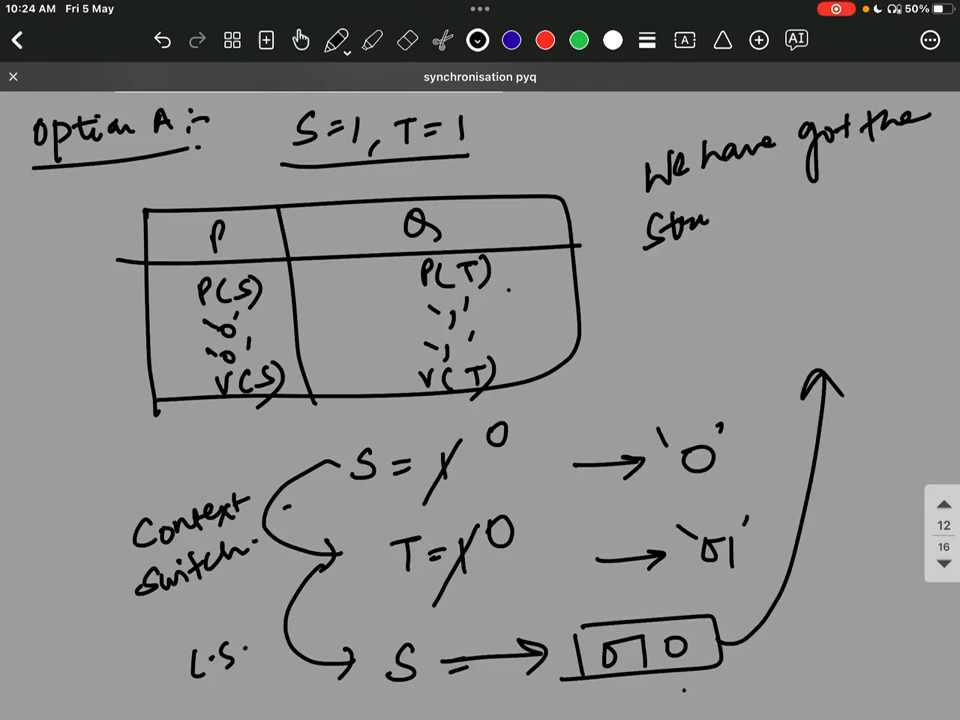 10:24 AM Fri 5 May
50%
A
AI
synchronisation pyq
Option A :-
S=1, T=1
We have got the
P
Q
P(S)
P(T)
'0'
'1'
'0'
'1'
V(S)
V(T)
S = 1 0 → '0'
Context
switch.
T = 1 0 → '01'
S = → 010
12
16